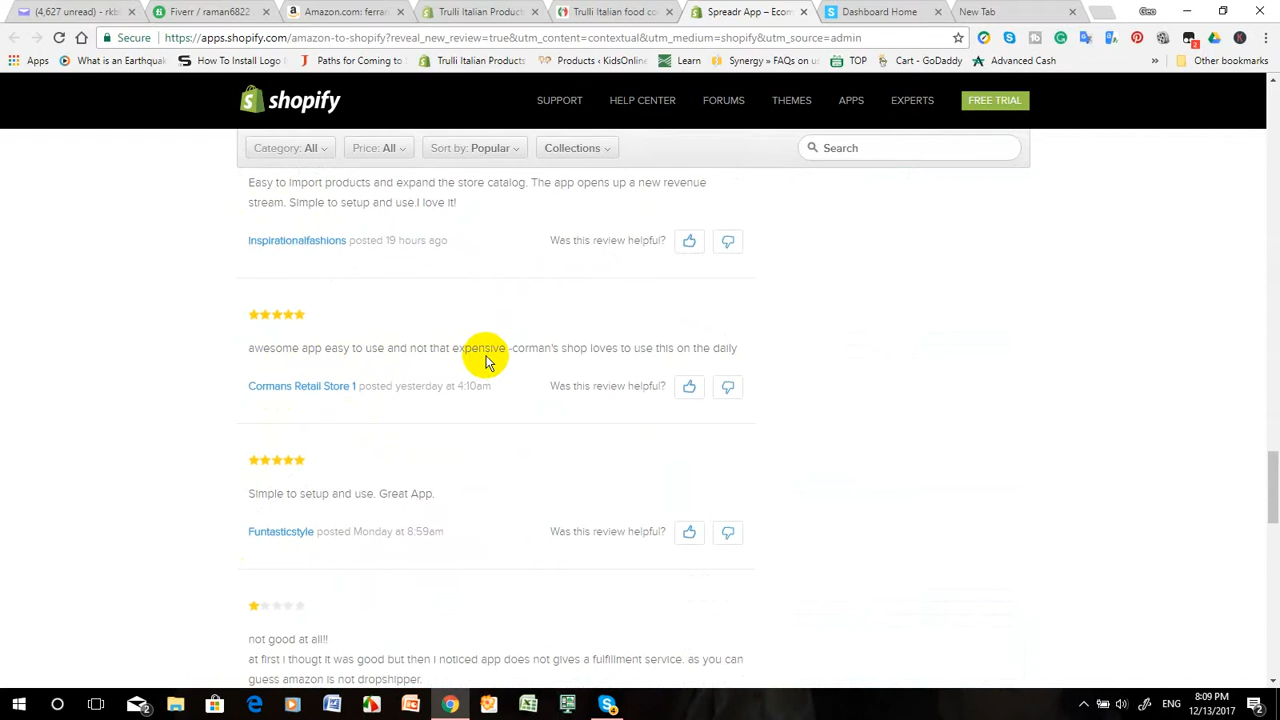 (4,627 unread) - rkb
Fiverr / raman6822
Amazon.com: ferran
Trulli Italian Product
Trulli Italian food co
Spreadr App – Ecom
Dashboard Home
New Tab
Geo
Secure
https://apps.shopify.com/amazon-to-shopify?reveal_new_review=true&utm_content=contextual&utm_medium=shopify&utm_source=admin
Apps
What is an Earthquak
How To Install Logo
Paths for Coming to
Trulli Italian Products
Products ‹ KidsOnline
Learn
Synergy » FAQs on us
TOP
Cart - GoDaddy
Advanced Cash
»
Other bookmarks
shopify
SUPPORT
HELP CENTER
FORUMS
THEMES
APPS
EXPERTS
FREE TRIAL
Category: All
Price: All
Sort by: Popular
Collections
Search
Easy to import products and expand the store catalog. The app opens up a new revenue
stream. Simple to setup and use.I love it!
Inspirationalfashions posted 19 hours ago
Was this review helpful?
awesome app easy to use and not that expensive -corman's shop loves to use this on the daily
Cormans Retail Store 1 posted yesterday at 4:10am
Was this review helpful?
Simple to setup and use. Great App.
Funtasticstyle posted Monday at 8:59am
Was this review helpful?
not good at all!!
at first i thougt it was good but then I noticed app does not gives a fulfillment service. as you can
guess amazon is not dropshipper.
ENG
8:09 PM
12/13/2017